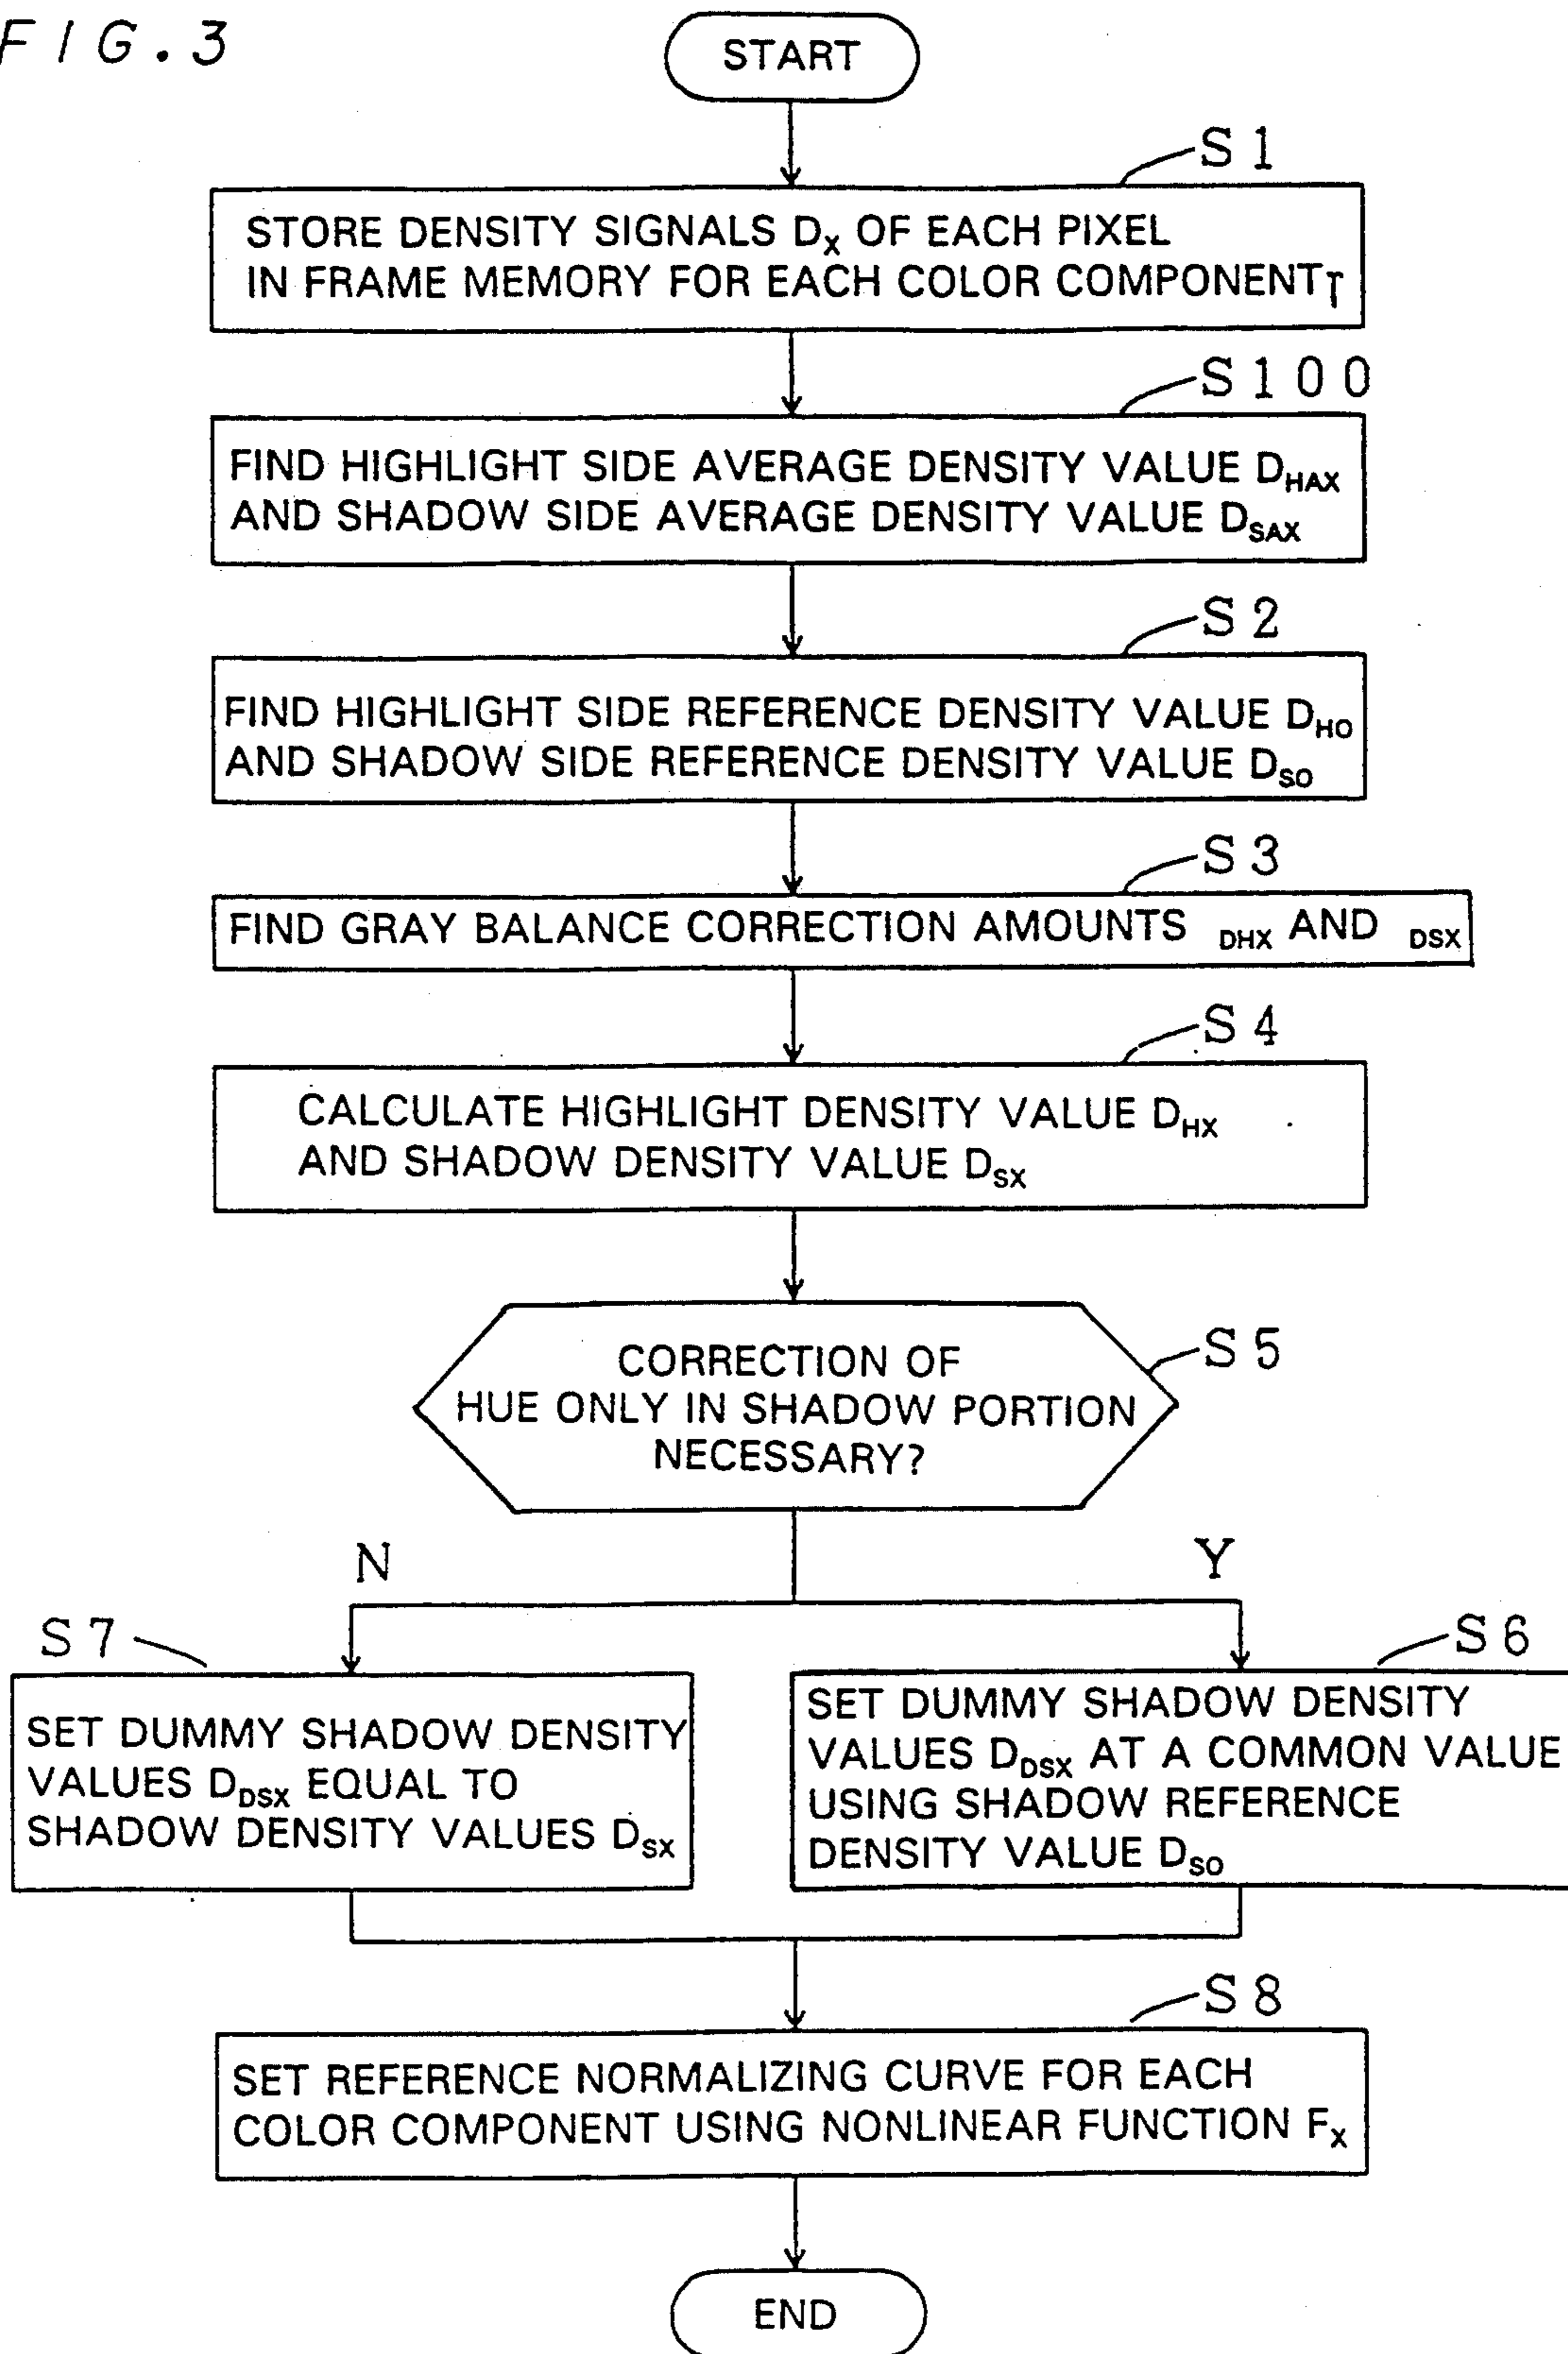 FIG.3
START
S1
STORE DENSITY SIGNALS Dx OF EACH PIXEL
IN FRAME MEMORY FOR EACH COLOR COMPONENT
S100
FIND HIGHLIGHT SIDE AVERAGE DENSITY VALUE DHAX
AND SHADOW SIDE AVERAGE DENSITY VALUE DSAX
S2
FIND HIGHLIGHT SIDE REFERENCE DENSITY VALUE DHO
AND SHADOW SIDE REFERENCE DENSITY VALUE DSO
S3
FIND GRAY BALANCE CORRECTION AMOUNTS DHX AND DSX
S4
CALCULATE HIGHLIGHT DENSITY VALUE DHX
AND SHADOW DENSITY VALUE DSX
S5
CORRECTION OF
HUE ONLY IN SHADOW PORTION
NECESSARY?
N
Y
S7
SET DUMMY SHADOW DENSITY
VALUES DDSX EQUAL TO
SHADOW DENSITY VALUES DSX
S6
SET DUMMY SHADOW DENSITY
VALUES DDSX AT A COMMON VALUE
USING SHADOW REFERENCE
DENSITY VALUE DSO
S8
SET REFERENCE NORMALIZING CURVE FOR EACH
COLOR COMPONENT USING NONLINEAR FUNCTION FX
END